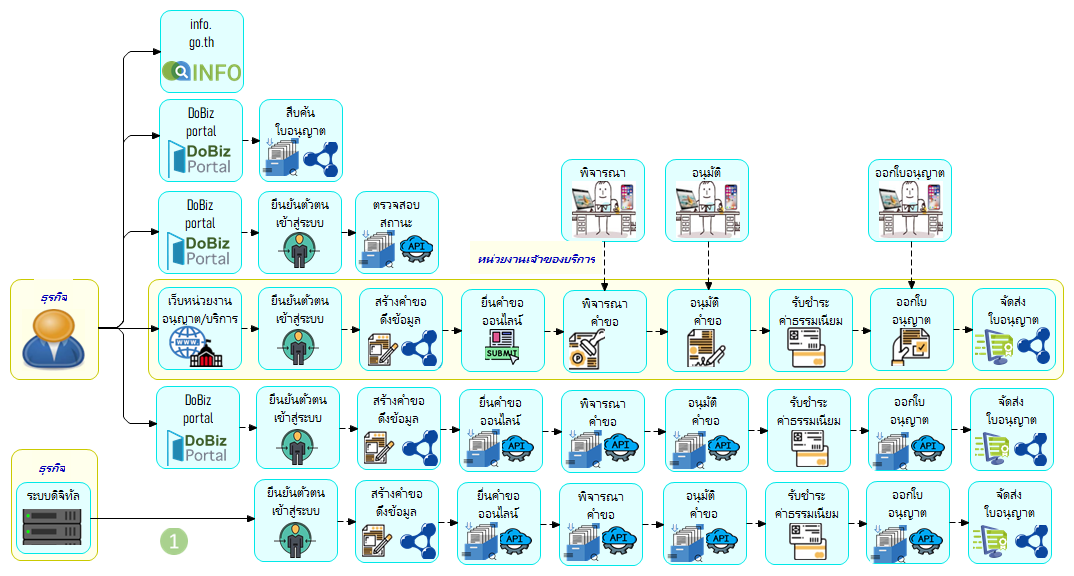 info.
go.th
INFO
DoBiz
portal
DoBiz
Portal
สืบค้น
ใบอนุญาต
พิจารณา
อนุมัติ
ออกใบอนุญาต
DoBiz
portal
DoBiz
Portal
ยืนยันตัวตน
เข้าสู่ระบบ
ตรวจสอบ
สถานะ
API
หน่วยงานเจ้าของบริการ
ธุรกิจ
เว็บหน่วยงาน
อนุญาต/บริการ
WWW
ยืนยันตัวตน
เข้าสู่ระบบ
สร้างคำขอ
ดึงข้อมูล
ยื่นคำขอ
ออนไลน์
SUBMIT
พิจารณา
คำขอ
อนุมัติ
คำขอ
รับชำระ
ค่าธรรมเนียม
ออกใบ
อนุญาต
จัดส่ง
ใบอนุญาต
DoBiz
portal
DoBiz
Portal
ยืนยันตัวตน
เข้าสู่ระบบ
สร้างคำขอ
ดึงข้อมูล
ยื่นคำขอ
ออนไลน์
API
พิจารณา
คำขอ
API
อนุมัติ
คำขอ
API
รับชำระ
ค่าธรรมเนียม
ออกใบ
อนุญาต
API
จัดส่ง
ใบอนุญาต
ธุรกิจ
ระบบดิจิทัล
1
ยืนยันตัวตน
เข้าสู่ระบบ
สร้างคำขอ
ดึงข้อมูล
ยื่นคำขอ
ออนไลน์
API
พิจารณา
คำขอ
API
อนุมัติ
คำขอ
API
รับชำระ
ค่าธรรมเนียม
ออกใบ
อนุญาต
API
จัดส่ง
ใบอนุญาต